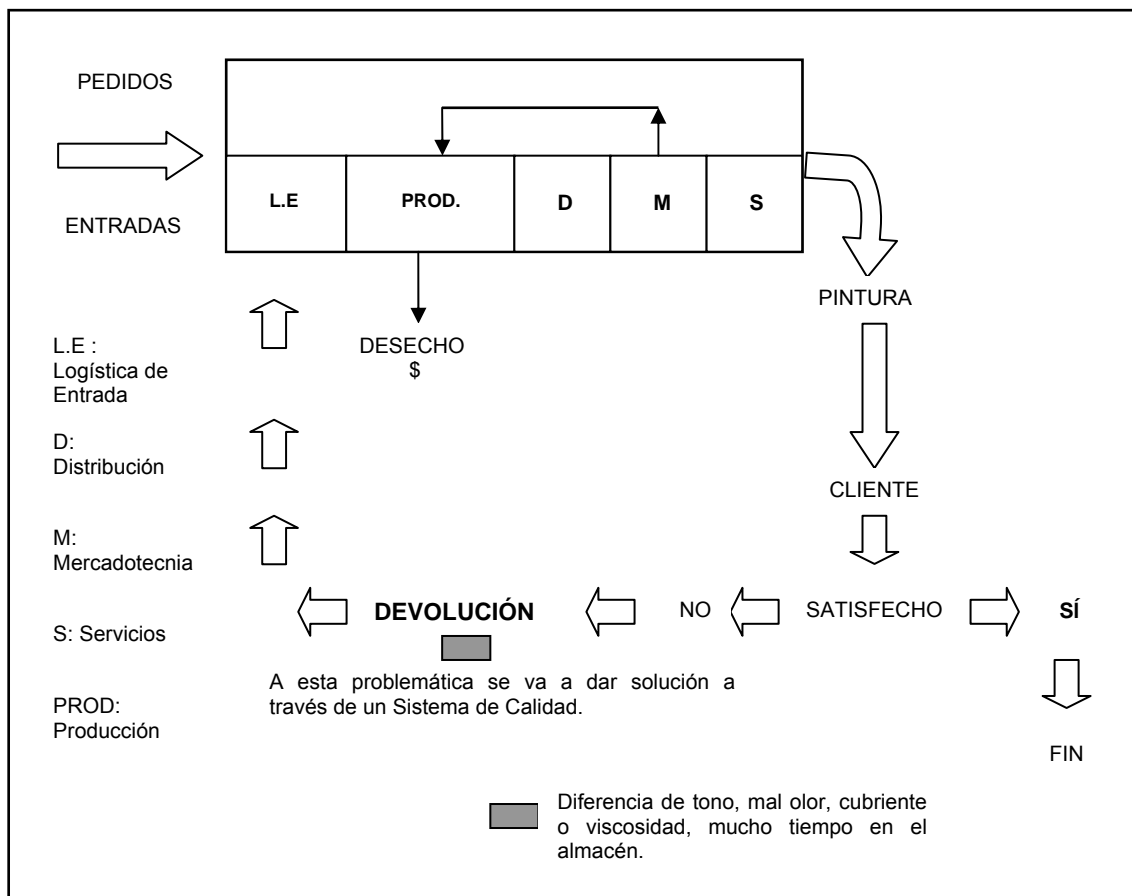 PEDIDOS
ENTRADAS
L.E
PROD.
D
M
S
PINTURA
DESECHO
$
L.E :
Logística de
Entrada
D:
Distribución
M:
Mercadotecnia
S: Servicios
PROD:
Producción
CLIENTE
DEVOLUCIÓN
NO
SATISFECHO
SÍ
A esta problemática se va a dar solución a
través de un Sistema de Calidad.
FIN
Diferencia de tono, mal olor, cubriente
o viscosidad, mucho tiempo en el
almacén.